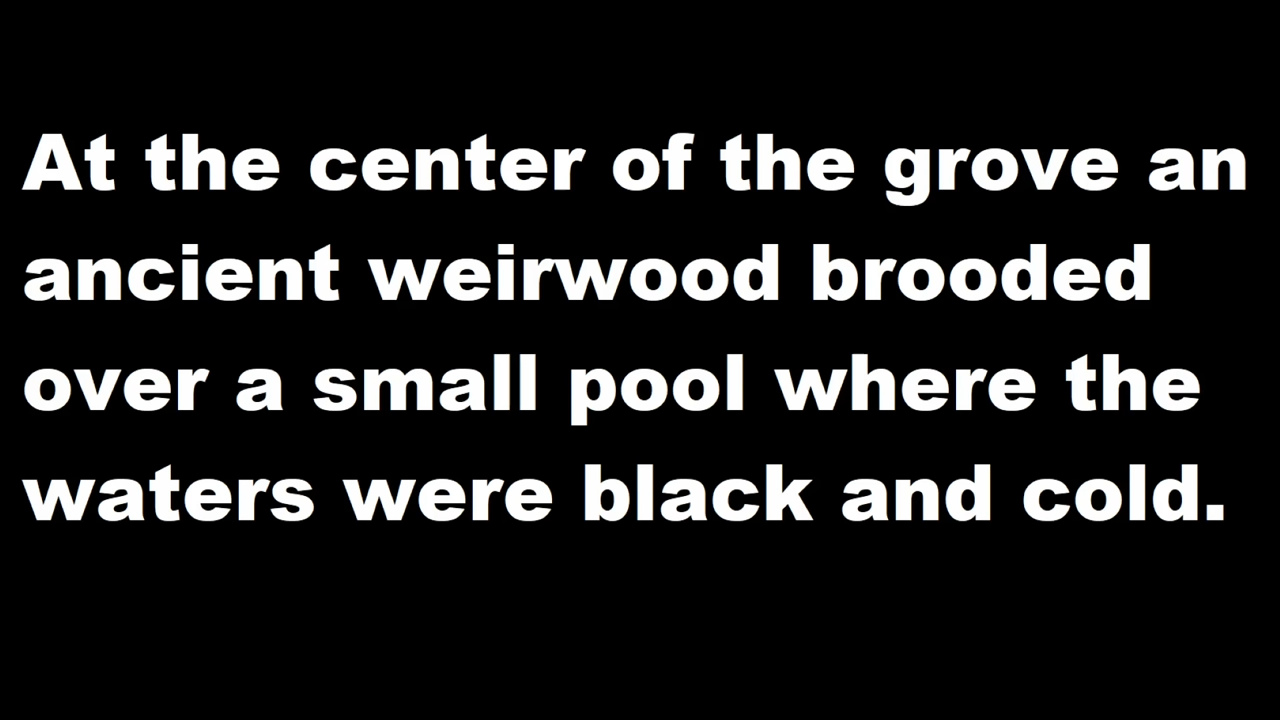 At the center of the grove an
ancient weirwood brooded
over a small pool where the
waters were black and cold.